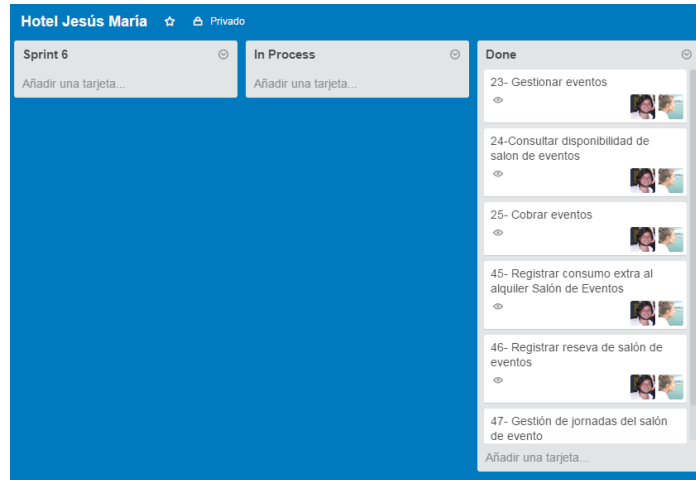 Hotel Jesús María
Privado
Sprint 6
Añadir una tarjeta...
In Process
Añadir una tarjeta...
Done
23- Gestionar eventos
24-Consultar disponibilidad de
salon de eventos
25- Cobrar eventos
45- Registrar consumo extra al
alquiler Salón de Eventos
46- Registrar reseva de salón de
eventos
47- Gestión de jornadas del salón
de evento
Añadir una tarjeta...